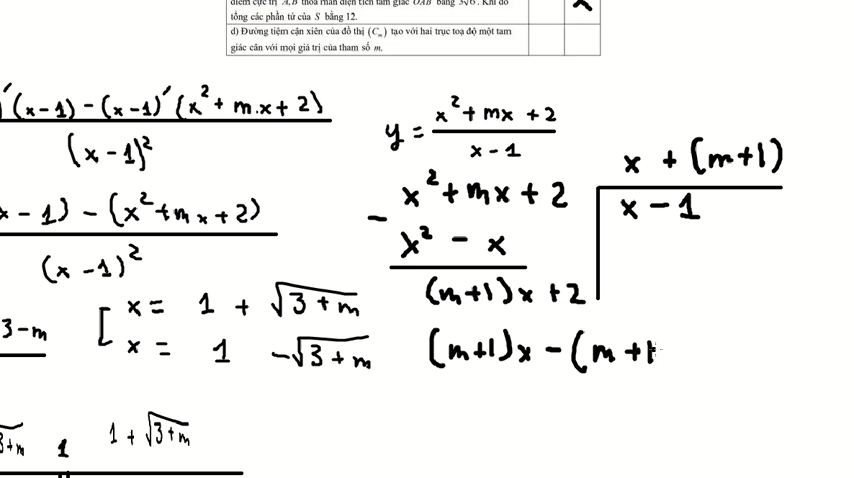 điểm cực trị A, B thỏa mãn diện tích tam giác OAB bằng 3√6. Khi đó
tổng các phần tử của S bằng 12.
d) Đường tiệm cận xiên của đồ thị (Cₘ) tạo với hai trục toạ độ một tam
giác cân với mọi giá trị của tham số m.
'(x-1) - (x-1)'(x² + m.x + 2)
(x-1)²
x - 1) - (x² + mx + 2)
(x - 1)²
3 - m
[ x = 1 + √3+m
x = 1 - √3+m
√3+m 1 1 + √3+m
y = x² + mx + 2
x - 1
x + (m+1)
- x² + mx + 2
x - 1
x² - x
(m+1)x + 2
(m+1)x - (m+1